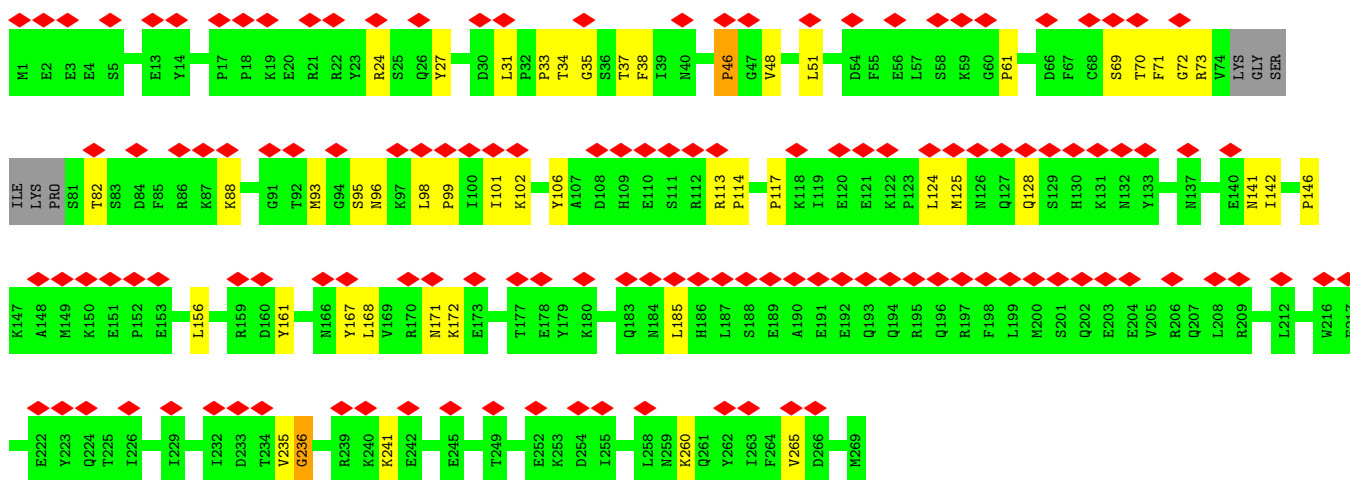 M1 E2 E3 E4 S5 E13 Y14 P17 P18 K19 E20 R21 R22 Y23 R24 S25 Q26 Y27 D30 L31 P32 P33 T34 G35 S36 T37 F38 I39 N40 P46 G47 V48 L51 D54 F55 E56 L57 S58 K59 G60 P61 D66 F67 C68 S69 T70 F71 G72 R73 V74 LYS GLY SER
ILE LYS PRO S81 T82 S83 D84 F85 R86 K87 K88 G91 T92 M93 G94 S95 N96 K97 L98 P99 I100 I101 K102 Y106 A107 D108 H109 E110 S111 R112 R113 P114 P117 K118 I119 E120 E121 K122 P123 L124 M125 N126 Q127 Q128 S129 H130 K131 N132 Y133 N137 E140 N141 I142 P146
K147 A148 M149 K150 E151 P152 E153 L156 R159 D160 Y161 N166 Y167 L168 V169 R170 N171 K172 E173 T177 E178 Y179 K180 Q183 N184 L185 H186 L187 S188 E189 A190 E191 E192 Q193 Q194 R195 Q196 R197 F198 L199 M200 S201 Q202 E203 E204 V205 R206 Q207 L208 R209 L212 W216
E222 Y223 Q224 T225 I226 I229 I232 D233 T234 V235 G236 R239 K240 K241 E242 E245 T249 E252 K253 D254 I255 L258 N259 K260 Q261 Y262 I263 F264 V265 D266 M269